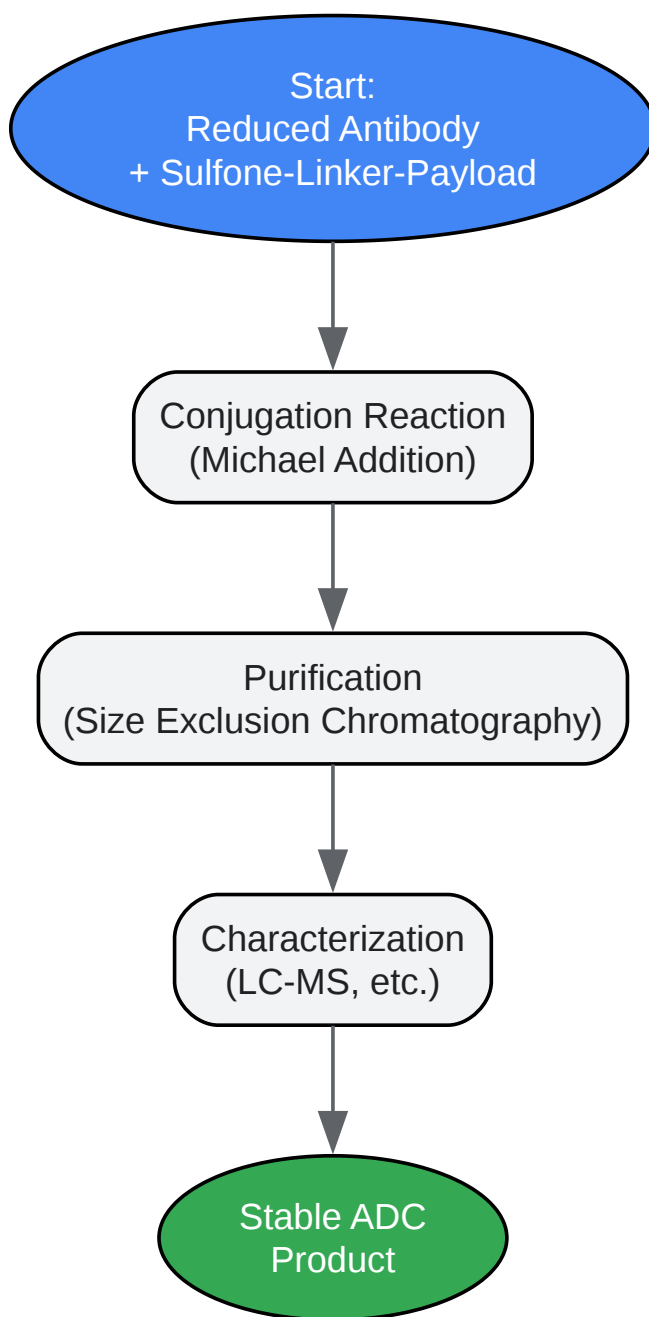 Start:
Reduced Antibody
+ Sulfone-Linker-Payload
Conjugation Reaction
(Michael Addition)
Purification
(Size Exclusion Chromatography)
Characterization
(LC-MS, etc.)
Stable ADC
Product